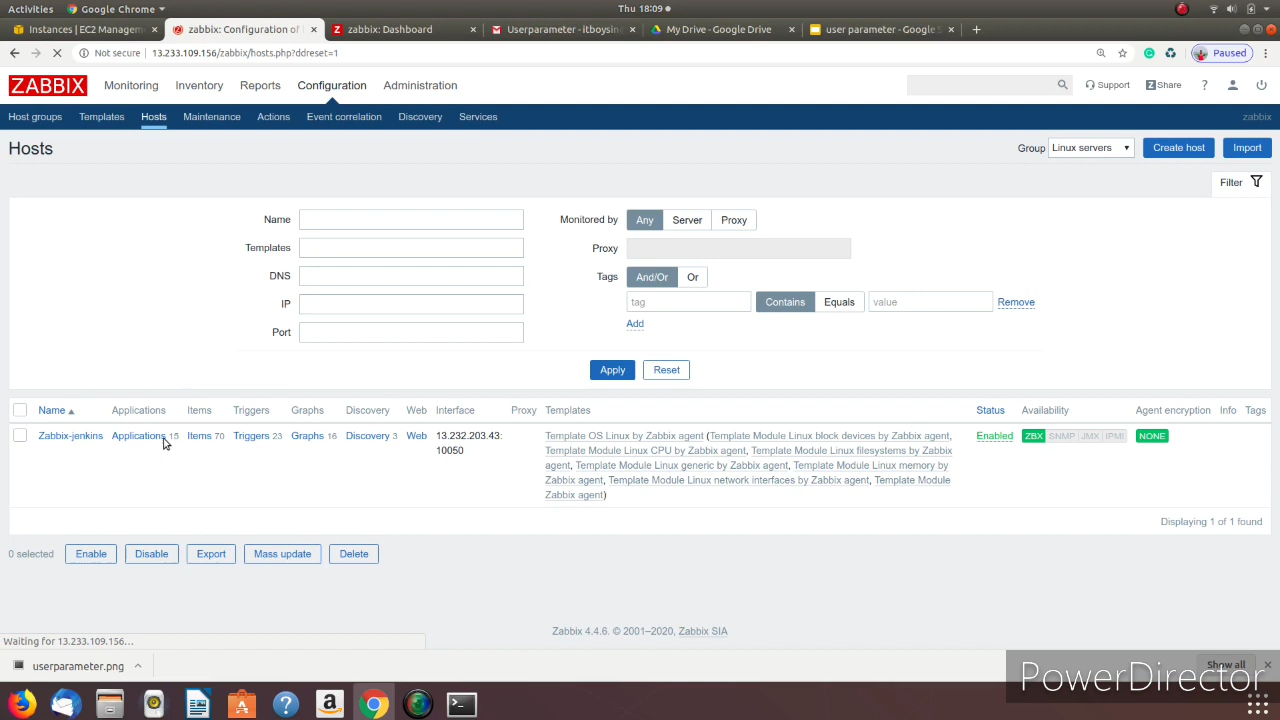 Activities Google Chrome Thu 18:09
Instances | EC2 Managem zabbix: Configuration of zabbix: Dashboard Userparameter - itboysin My Drive - Google Drive user parameter - Google S
Not secure 13.233.109.156/zabbix/hosts.php?ddreset=1 Paused
ZABBIX Monitoring Inventory Reports Configuration Administration Support Share ?
Host groups Templates Hosts Maintenance Actions Event correlation Discovery Services zabbix
Hosts Group Linux servers Create host Import
Filter
Name Monitored by Any Server Proxy
Templates Proxy
DNS Tags And/Or Or
IP tag Contains Equals value Remove
Add
Port
Apply Reset
Name Applications Items Triggers Graphs Discovery Web Interface Proxy Templates Status Availability Agent encryption Info Tags
Zabbix-jenkins Applications 15 Items 70 Triggers 23 Graphs 16 Discovery 3 Web 13.232.203.43: Template OS Linux by Zabbix agent (Template Module Linux block devices by Zabbix agent, Enabled ZBX SNMP JMX IPMI NONE
10050 Template Module Linux CPU by Zabbix agent, Template Module Linux filesystems by Zabbix
agent, Template Module Linux generic by Zabbix agent, Template Module Linux memory by
Zabbix agent, Template Module Linux network interfaces by Zabbix agent, Template Module
Zabbix agent)
Displaying 1 of 1 found
0 selected Enable Disable Export Mass update Delete
Zabbix 4.4.6. © 2001–2020, Zabbix SIA
Waiting for 13.233.109.156...
userparameter.png Show all
PowerDirector